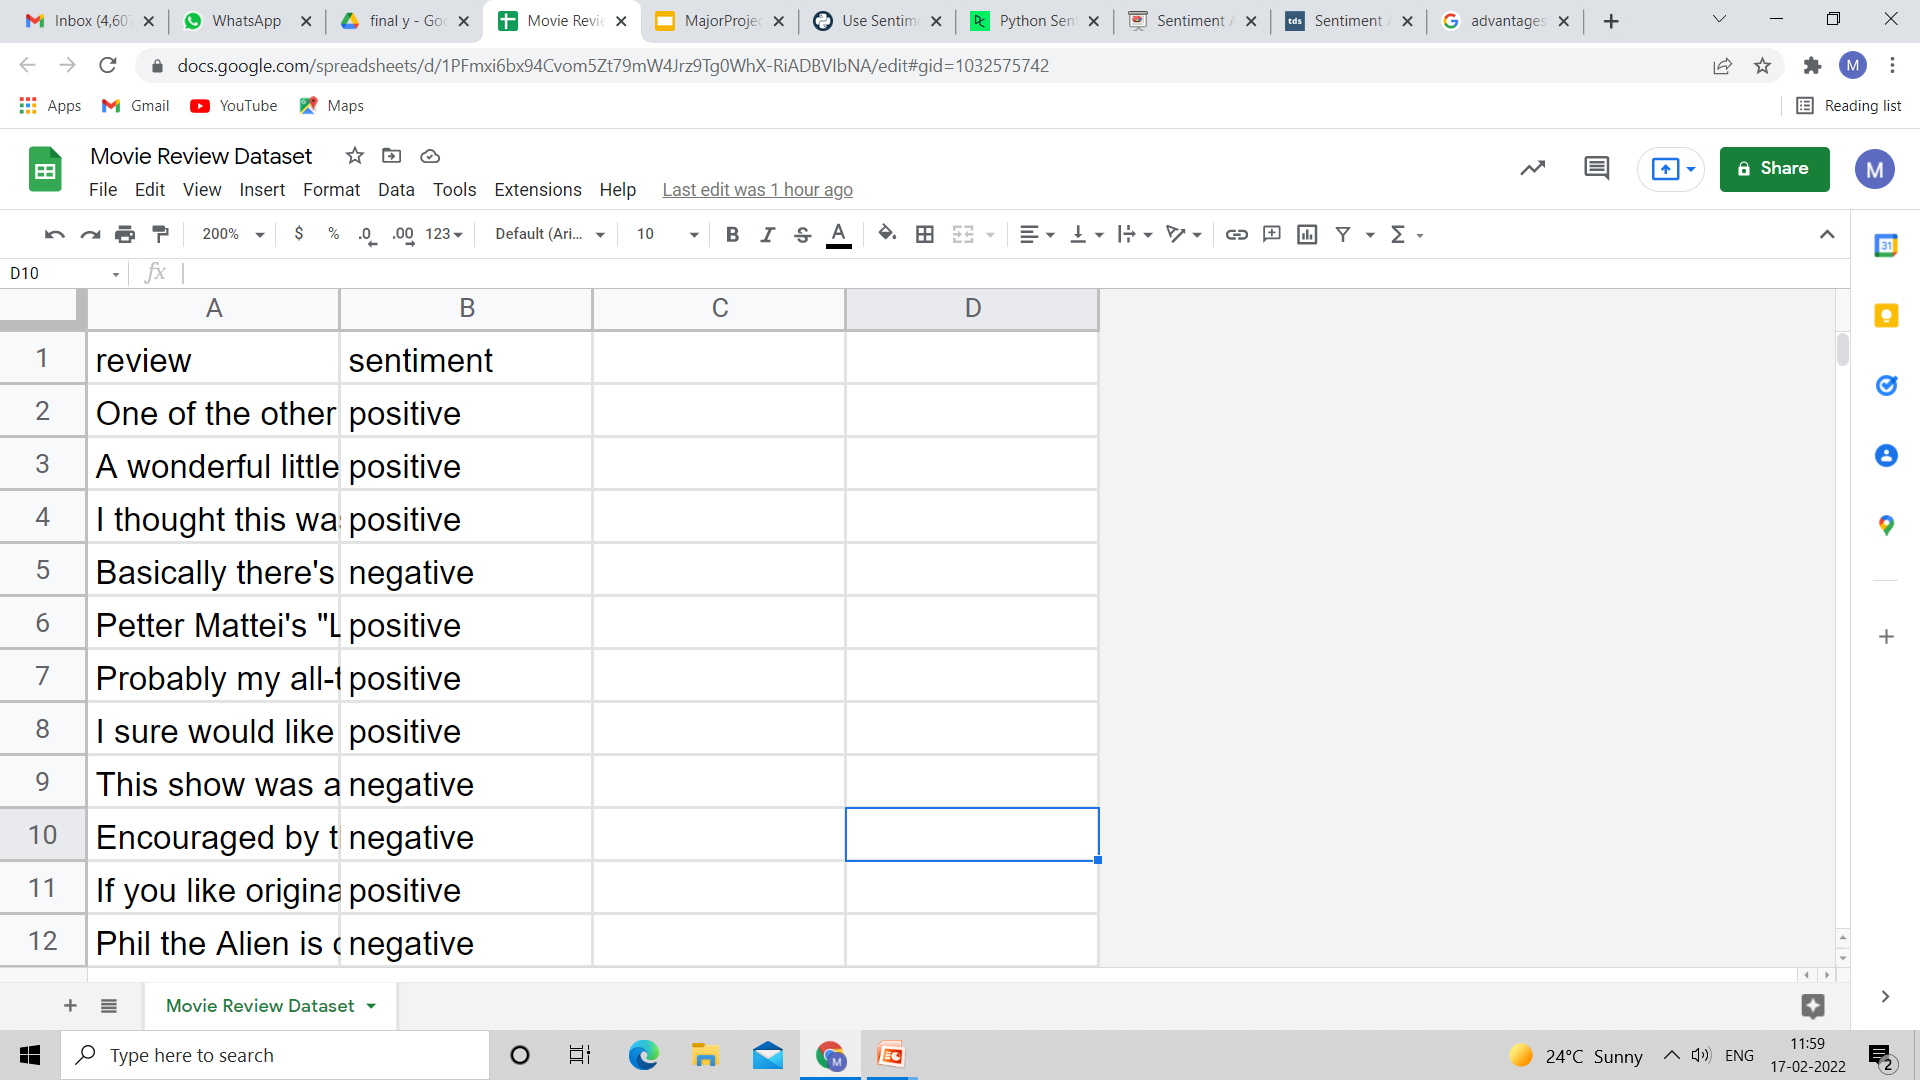 Inbox (4,60 WhatsApp final y - Goo Movie Revie MajorProjec Use Sentim Python Sen Sentiment A Sentiment A advantages
docs.google.com/spreadsheets/d/1PFmxi6bx94Cvom5Zt79mW4Jrz9Tg0WhX-RiADBVIbNA/edit#gid=1032575742 M
Apps Gmail YouTube Maps Reading list
Movie Review Dataset
File Edit View Insert Format Data Tools Extensions Help Last edit was 1 hour ago Share M
200% $ % .0 .00 123 Default (Ari... 10 B I S A Σ
D10 fx
A B C D
1 review sentiment
2 One of the other positive
3 A wonderful little positive
4 I thought this wa positive
5 Basically there's negative
6 Petter Mattei's "L positive
7 Probably my all-t positive
8 I sure would like positive
9 This show was a negative
10 Encouraged by t negative
11 If you like origina positive
12 Phil the Alien is negative
Movie Review Dataset
Type here to search 24°C Sunny ENG 11:59
17-02-2022 2